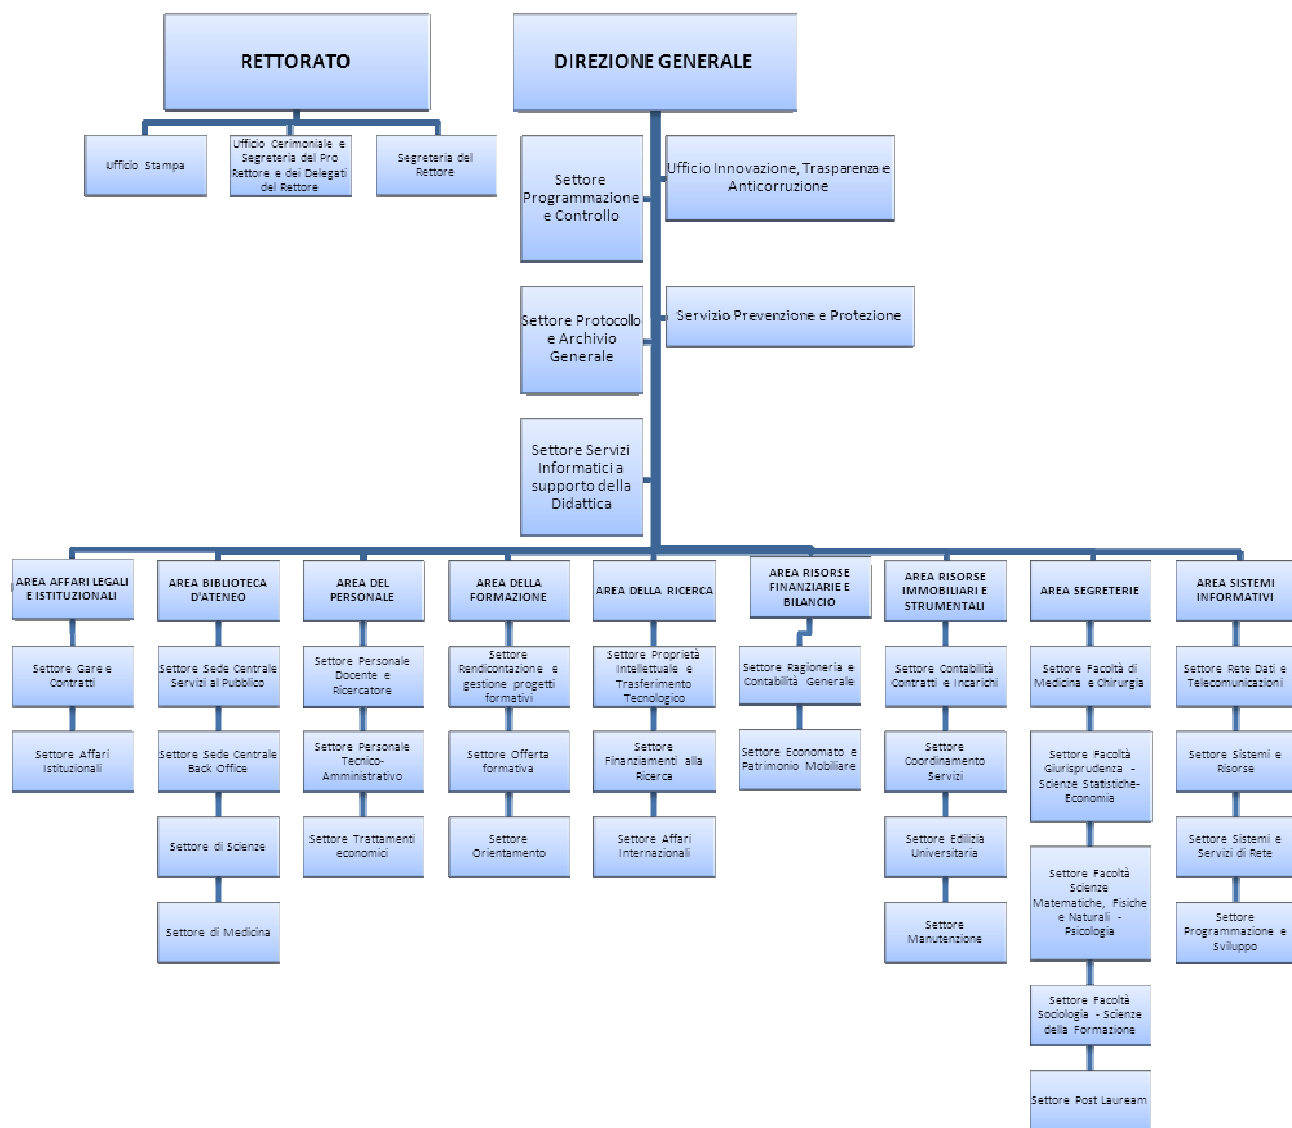 RETTORATO
DIREZIONE GENERALE
Ufficio Stampa
Ufficio Cerimoniale e
Segreteria del Pro
Rettore e dei Delegati
del Rettore
Segreteria del
Rettore
Settore
Programmazione
e Controllo
Ufficio Innovazione, Trasparenza e
Anticorruzione
Settore Protocollo
e Archivio
Generale
Servizio Prevenzione e Protezione
Settore Servizi
Informatici a
supporto della
Didattica
AREA AFFARI LEGALI
E ISTITUZIONALI
Settore Gare e
Contratti
Settore Affari
Istituzionali
AREA BIBLIOTECA
D'ATENEO
Settore Sede Centrale
Servizi al Pubblico
Settore Sede Centrale
Back Office
Settore di Scienze
Settore di Medicina
AREA DEL
PERSONALE
Settore Personale
Docente e
Ricercatore
Settore Personale
Tecnico-
Amministrativo
Settore Trattamenti
economici
AREA DELLA
FORMAZIONE
Settore
Rendicontazione e
gestione progetti
formativi
Settore Offerta
formativa
Settore
Orientamento
AREA DELLA RICERCA
Settore Proprietà
Intellettuale e
Trasferimento
Tecnologico
Settore
Finanziamenti alla
Ricerca
Settore Affari
Internazionali
AREA RISORSE
FINANZIARIE E
BILANCIO
Settore Ragioneria e
Contabilità Generale
Settore Economato e
Patrimonio Mobiliare
AREA RISORSE
IMMOBILIARI E
STRUMENTALI
Settore Contabilità
Contratti e Incarichi
Settore
Coordinamento
Servizi
Settore Edilizia
Universitaria
Settore
Manutenzione
AREA SEGRETERIE
Settore Facoltà di
Medicina e Chirurgia
Settore Facoltà
Giurisprudenza -
Scienze Statistiche-
Economia
Settore Facoltà
Scienze
Matematiche, Fisiche
e Naturali -
Psicologia
Settore Facoltà
Sociologia - Scienze
della Formazione
Settore Post Lauream
AREA SISTEMI
INFORMATIVI
Settore Rete Dati e
Telecomunicazioni
Settore Sistemi e
Risorse
Settore Sistemi e
Servizi di Rete
Settore
Programmazione e
Sviluppo